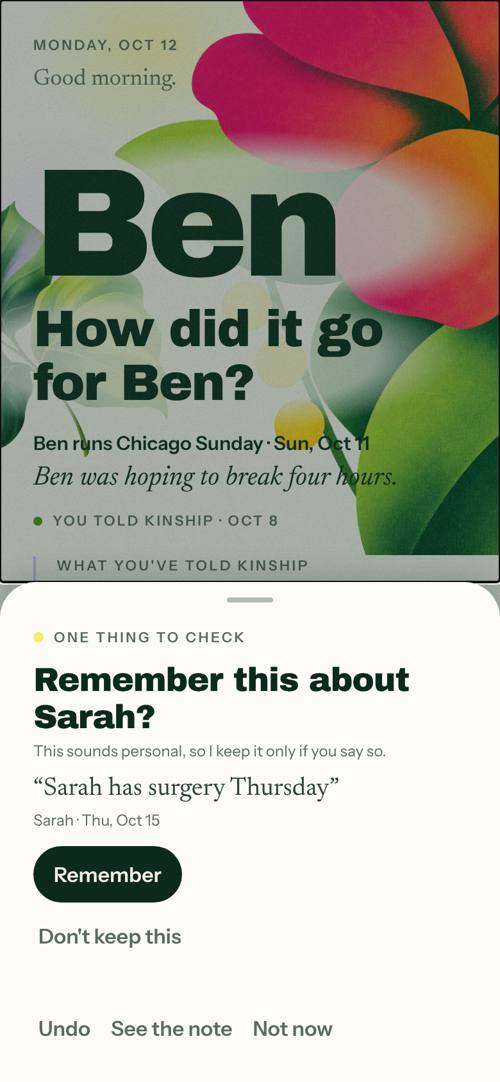 MONDAY, OCT 12
Good morning.
Ben
How did it go
for Ben?
Ben runs Chicago Sunday · Sun, Oct 11
Ben was hoping to break four hours.
YOU TOLD KINSHIP · OCT 8
WHAT YOU'VE TOLD KINSHIP
ONE THING TO CHECK
Remember this about
Sarah?
This sounds personal, so I keep it only if you say so.
“Sarah has surgery Thursday”
Sarah · Thu, Oct 15
Remember
Don't keep this
Undo See the note Not now